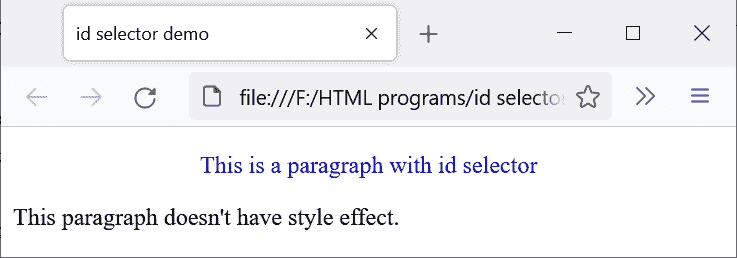 id selector demo
file:///F:/HTML programs/id selecto
This is a paragraph with id selector
This paragraph doesn't have style effect.